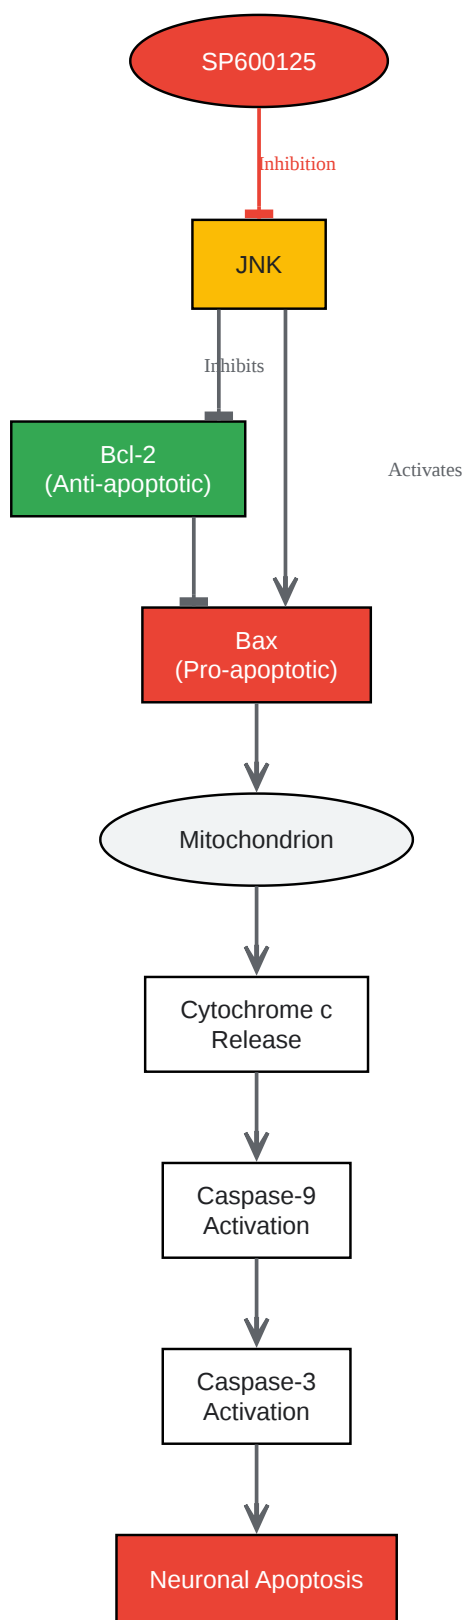 SP600125
Inhibition
JNK
Inhibits
Bcl-2
(Anti-apoptotic)
Activates
Bax
(Pro-apoptotic)
Mitochondrion
Cytochrome c
Release
Caspase-9
Activation
Caspase-3
Activation
Neuronal Apoptosis